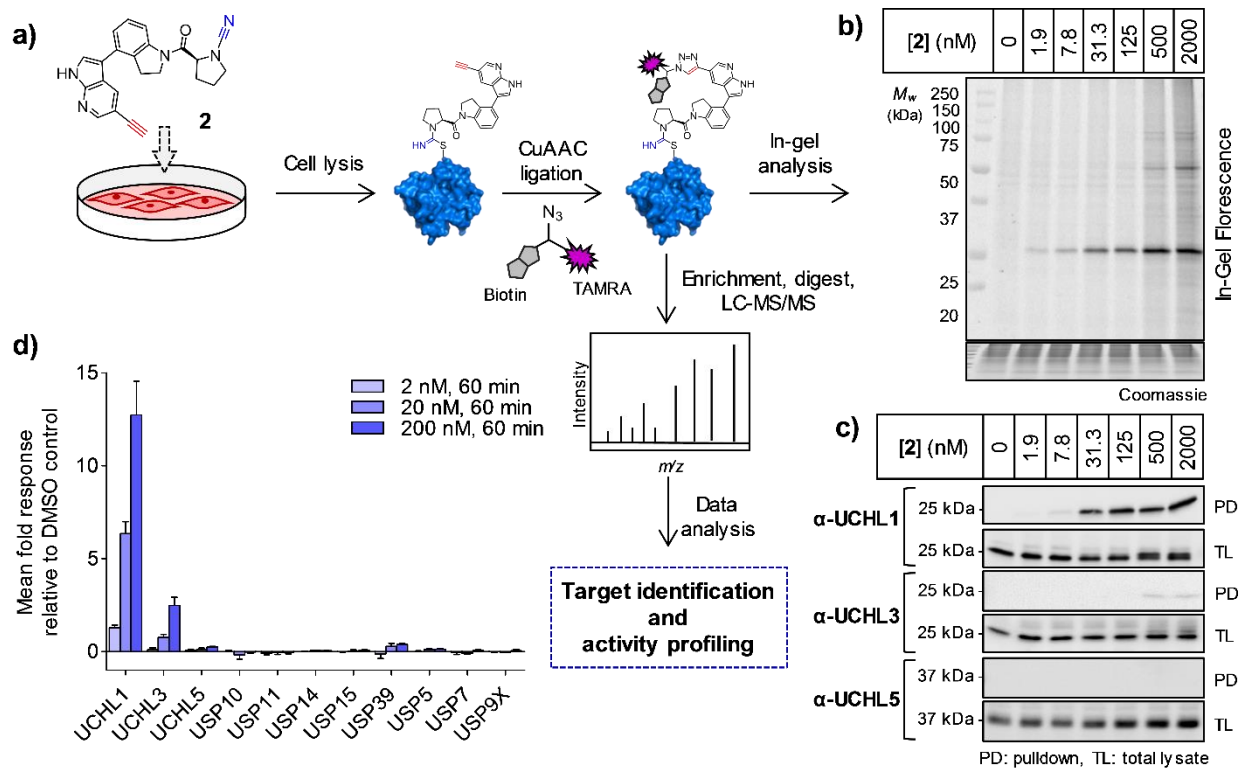 a)
N
O
N
N
HN
N
2
Cell lysis
N
NH
N
O
N
HN
S
CuAAC
ligation
N₃
Biotin
TAMRA
N
N
N
N
NH
N
O
N
HN
S
In-gel
analysis
Enrichment, digest,
LC-MS/MS
Intensity
m/z
Data
analysis
Target identification
and
activity profiling
b)
[2] (nM)
0
1.9
7.8
31.3
125
500
2000
Mw
(kDa)
250
150
100
75
50
37
25
20
In-Gel Florescence
Coomassie
c)
[2] (nM)
0
1.9
7.8
31.3
125
500
2000
α-UCHL1
25 kDa
PD
25 kDa
TL
α-UCHL3
25 kDa
PD
25 kDa
TL
α-UCHL5
37 kDa
PD
37 kDa
TL
PD: pulldown, TL: total lysate
d)
Mean fold response
relative to DMSO control
15
10
5
0
2 nM, 60 min
20 nM, 60 min
200 nM, 60 min
UCHL1
UCHL3
UCHL5
USP10
USP11
USP14
USP15
USP39
USP5
USP7
USP9X